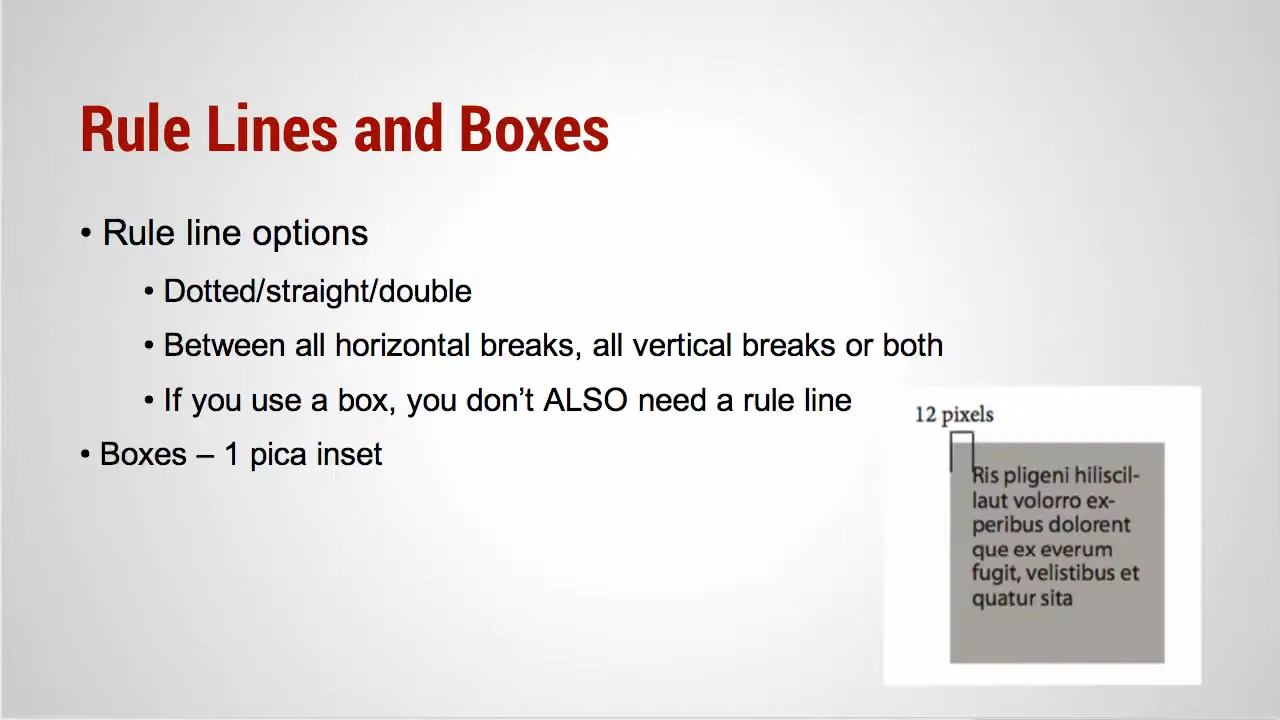 Rule Lines and Boxes
• Rule line options
• Dotted/straight/double
• Between all horizontal breaks, all vertical breaks or both
• If you use a box, you don’t ALSO need a rule line
• Boxes – 1 pica inset
12 pixels
Ris pligeni hiliscil-
laut volorro ex-
peribus dolorent
que ex everum
fugit, velistibus et
quatur sita